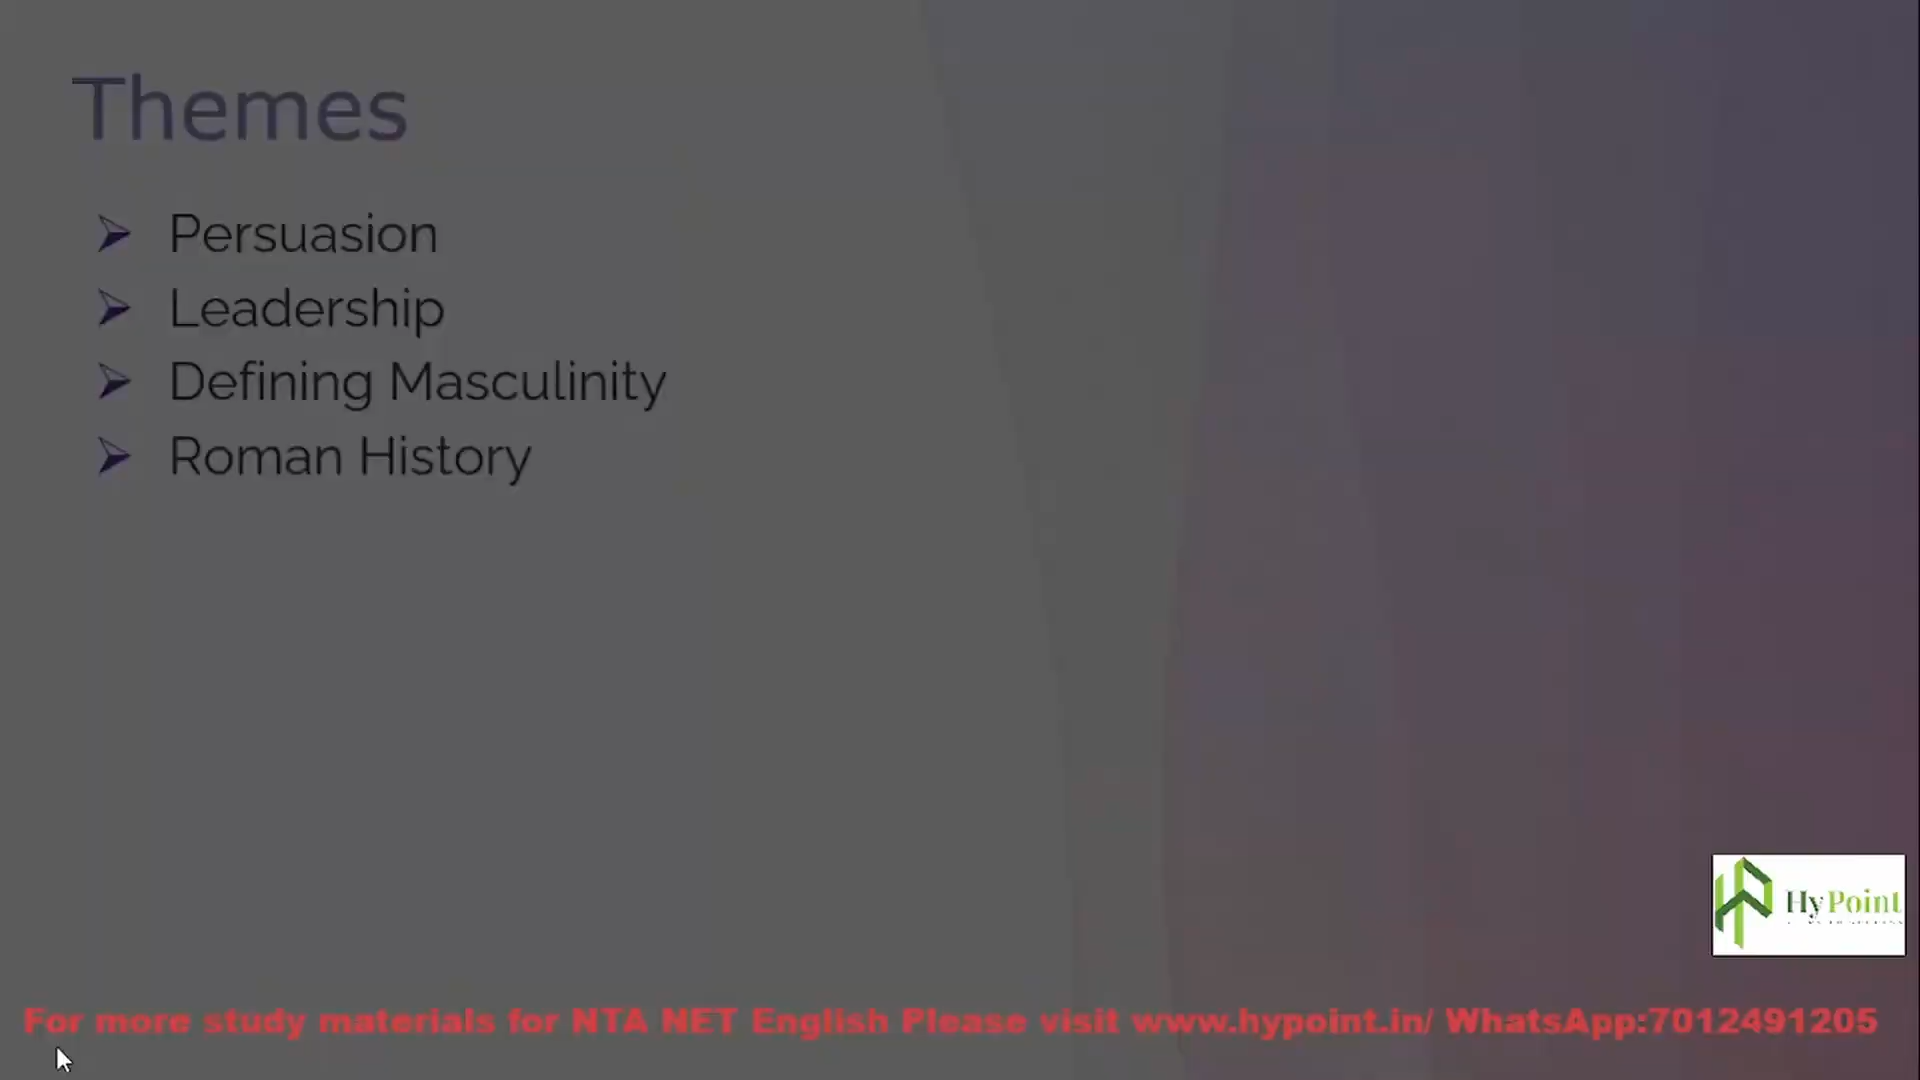 Themes
Persuasion
Leadership
Defining Masculinity
Roman History
HyPoint
For more study materials for NTA NET English Please visit www.hypoint.in/ WhatsApp:7012491205